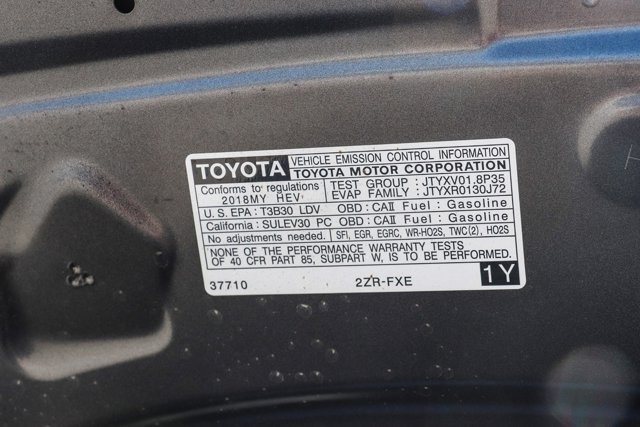 TOYOTA VEHICLE EMISSION CONTROL INFORMATION
TOYOTA MOTOR CORPORATION
Conforms to regulations
2018MY HEV
TEST GROUP : JTYXV01.8P35
EVAP FAMILY : JTYXR0130J72
U.S. EPA : T3B30 LDV OBD : CAII Fuel : Gasoline
California : SULEV30 PC OBD : CAII Fuel : Gasoline
No adjustments needed. SFI, EGR, EGRC, WR-HO2S, TWC(2), HO2S
NONE OF THE PERFORMANCE WARRANTY TESTS
OF 40 CFR PART 85, SUBPART W, IS TO BE PERFORMED.
37710 2ZR-FXE 1Y